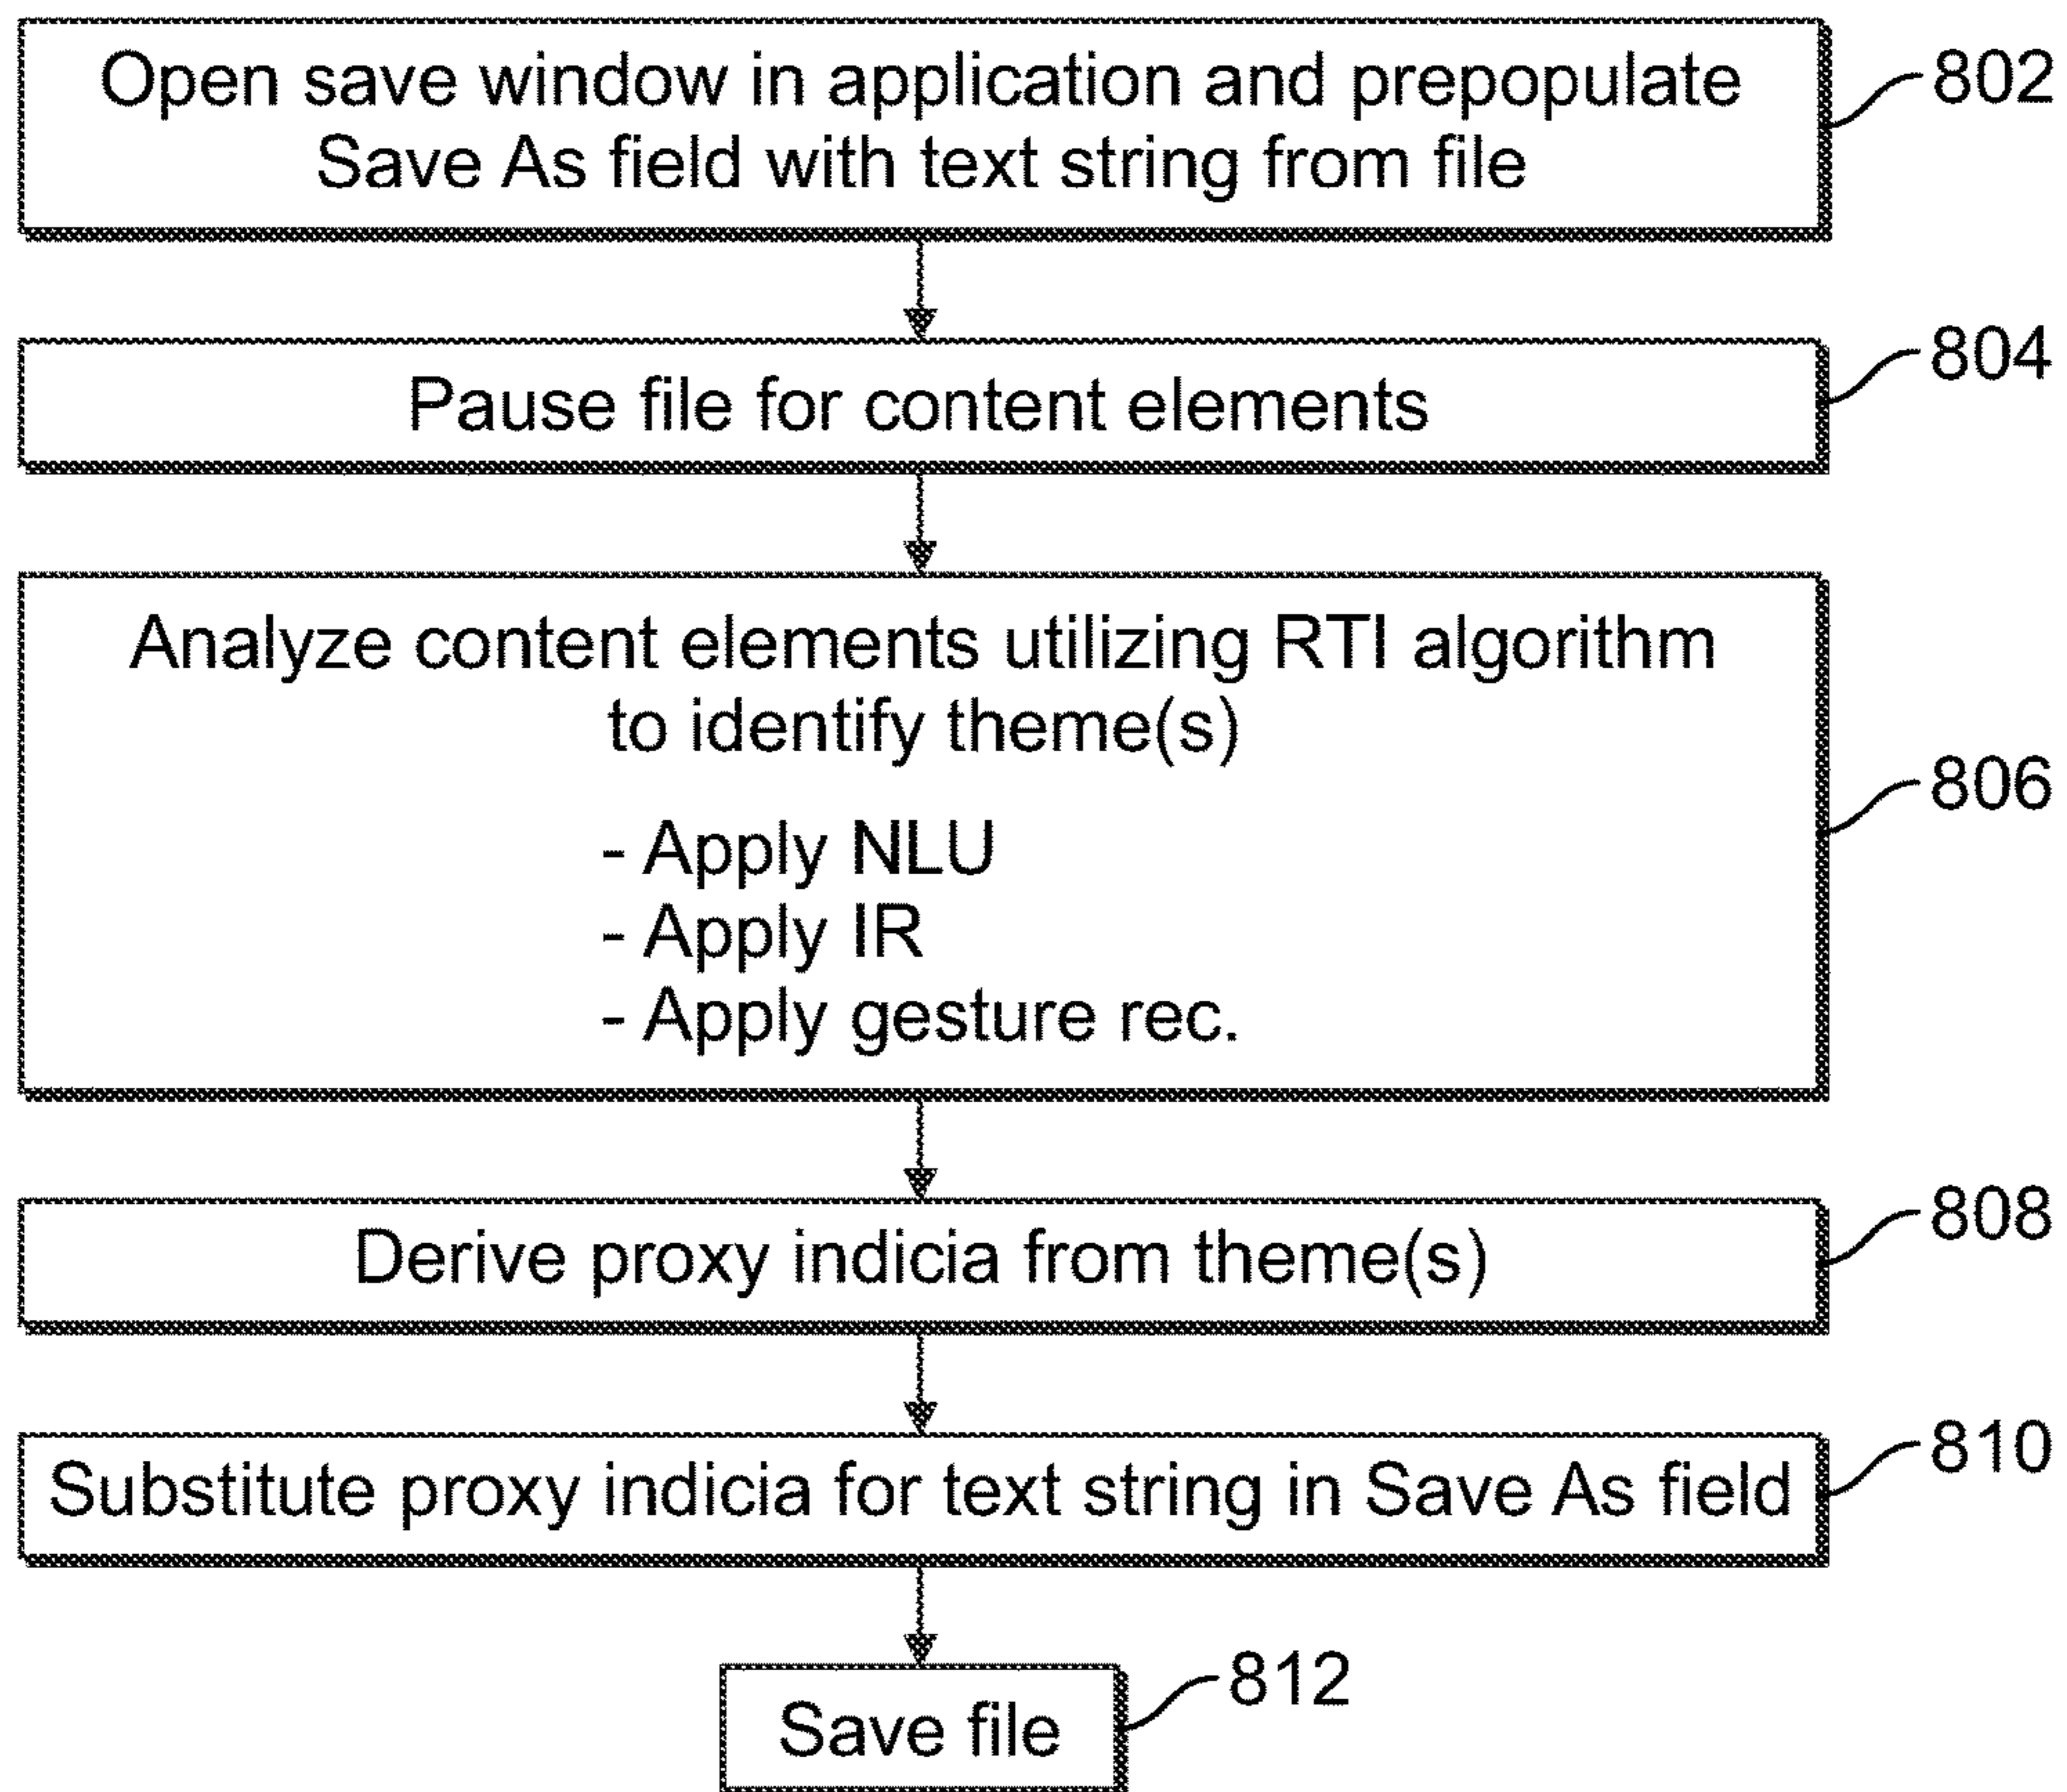 Open save window in application and prepopulate
Save As field with text string from file
802
Pause file for content elements
804
Analyze content elements utilizing RTI algorithm
to identify theme(s)
- Apply NLU
- Apply IR
- Apply gesture rec.
806
Derive proxy indicia from theme(s)
808
Substitute proxy indicia for text string in Save As field
810
Save file
812